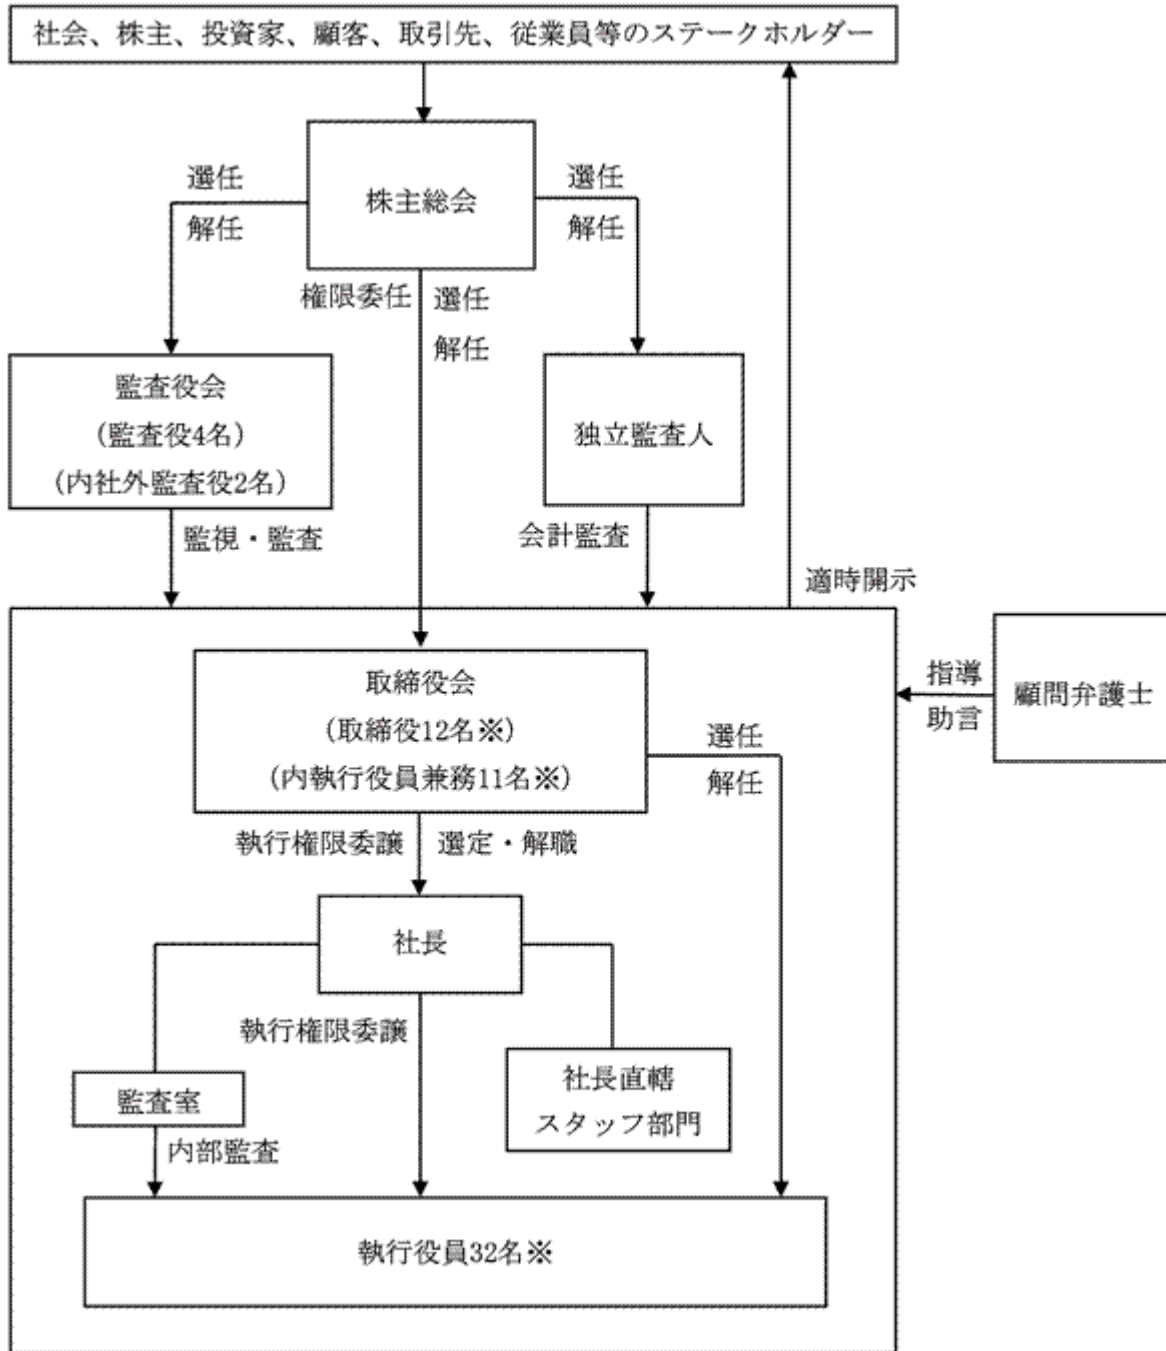 社会、株主、投資家、顧客、取引先、従業員等のステークホルダー
株主総会
選任
解任
選任
解任
権限委任
選任
解任
監査役会
(監査役4名)
(内社外監査役2名)
独立監査人
監視・監査
会計監査
適時開示
取締役会
(取締役12名※)
(内執行役員兼務11名※)
選任
解任
指導
助言
顧問弁護士
執行権限委譲
選定・解職
社長
執行権限委譲
監査室
社長直轄
スタッフ部門
内部監査
執行役員32名※